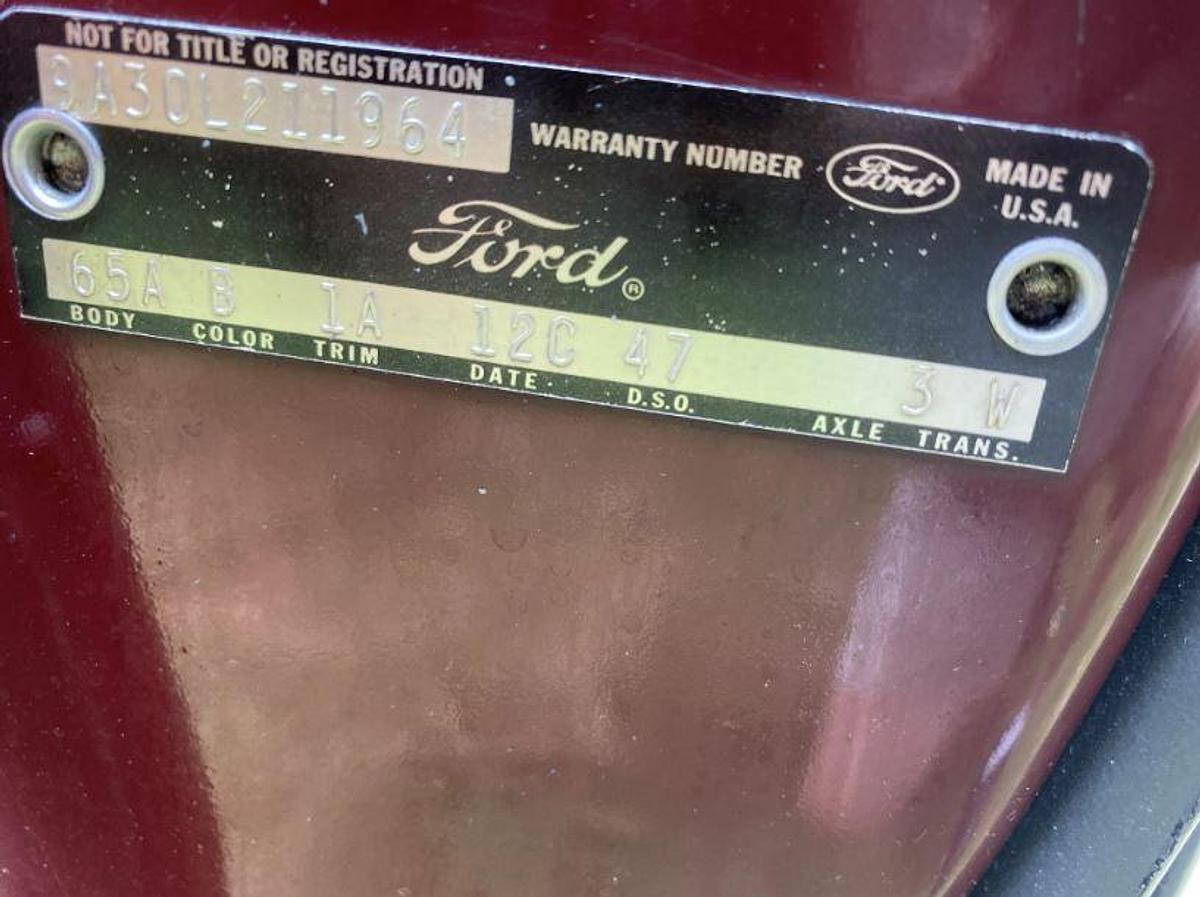 NOT FOR TITLE OR REGISTRATION
9A30L211964
WARRANTY NUMBER
Ford
MADE IN
U.S.A.
Ford®
65A B 1A 12C 47 3 W
BODY COLOR TRIM DATE D.S.O. AXLE TRANS.